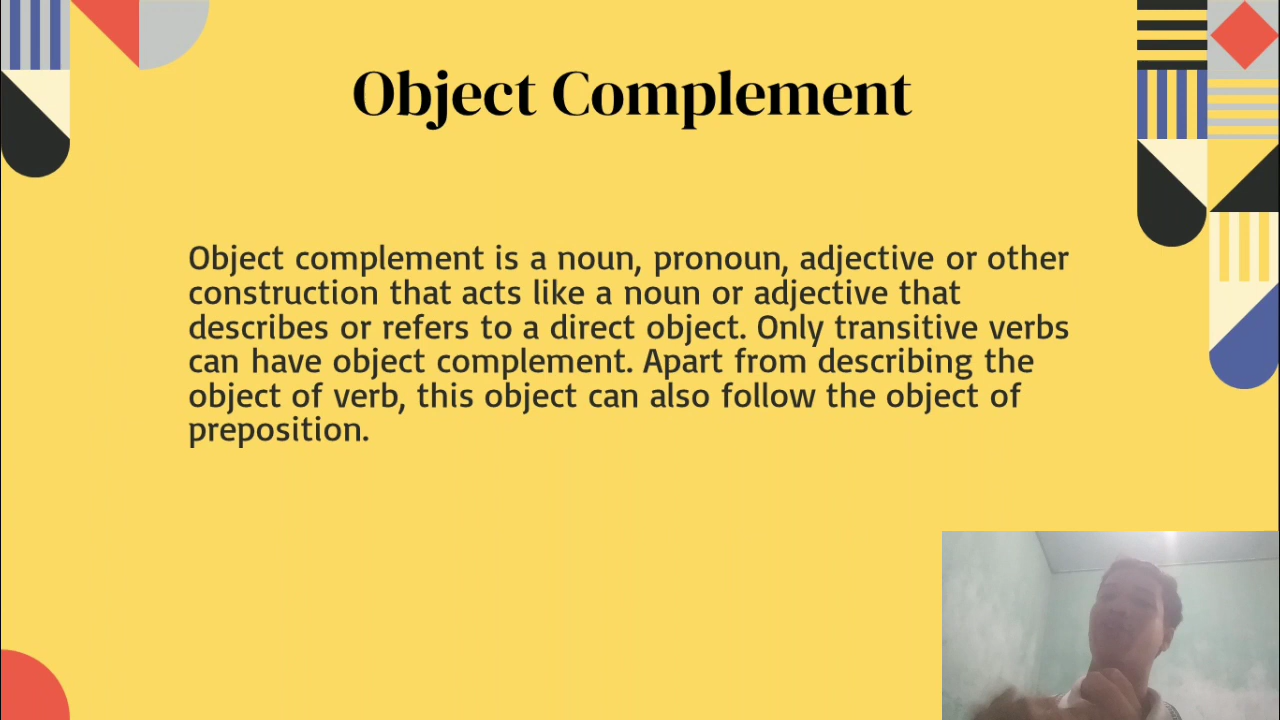 Object Complement
Object complement is a noun, pronoun, adjective or other
construction that acts like a noun or adjective that
describes or refers to a direct object. Only transitive verbs
can have object complement. Apart from describing the
object of verb, this object can also follow the object of
preposition.